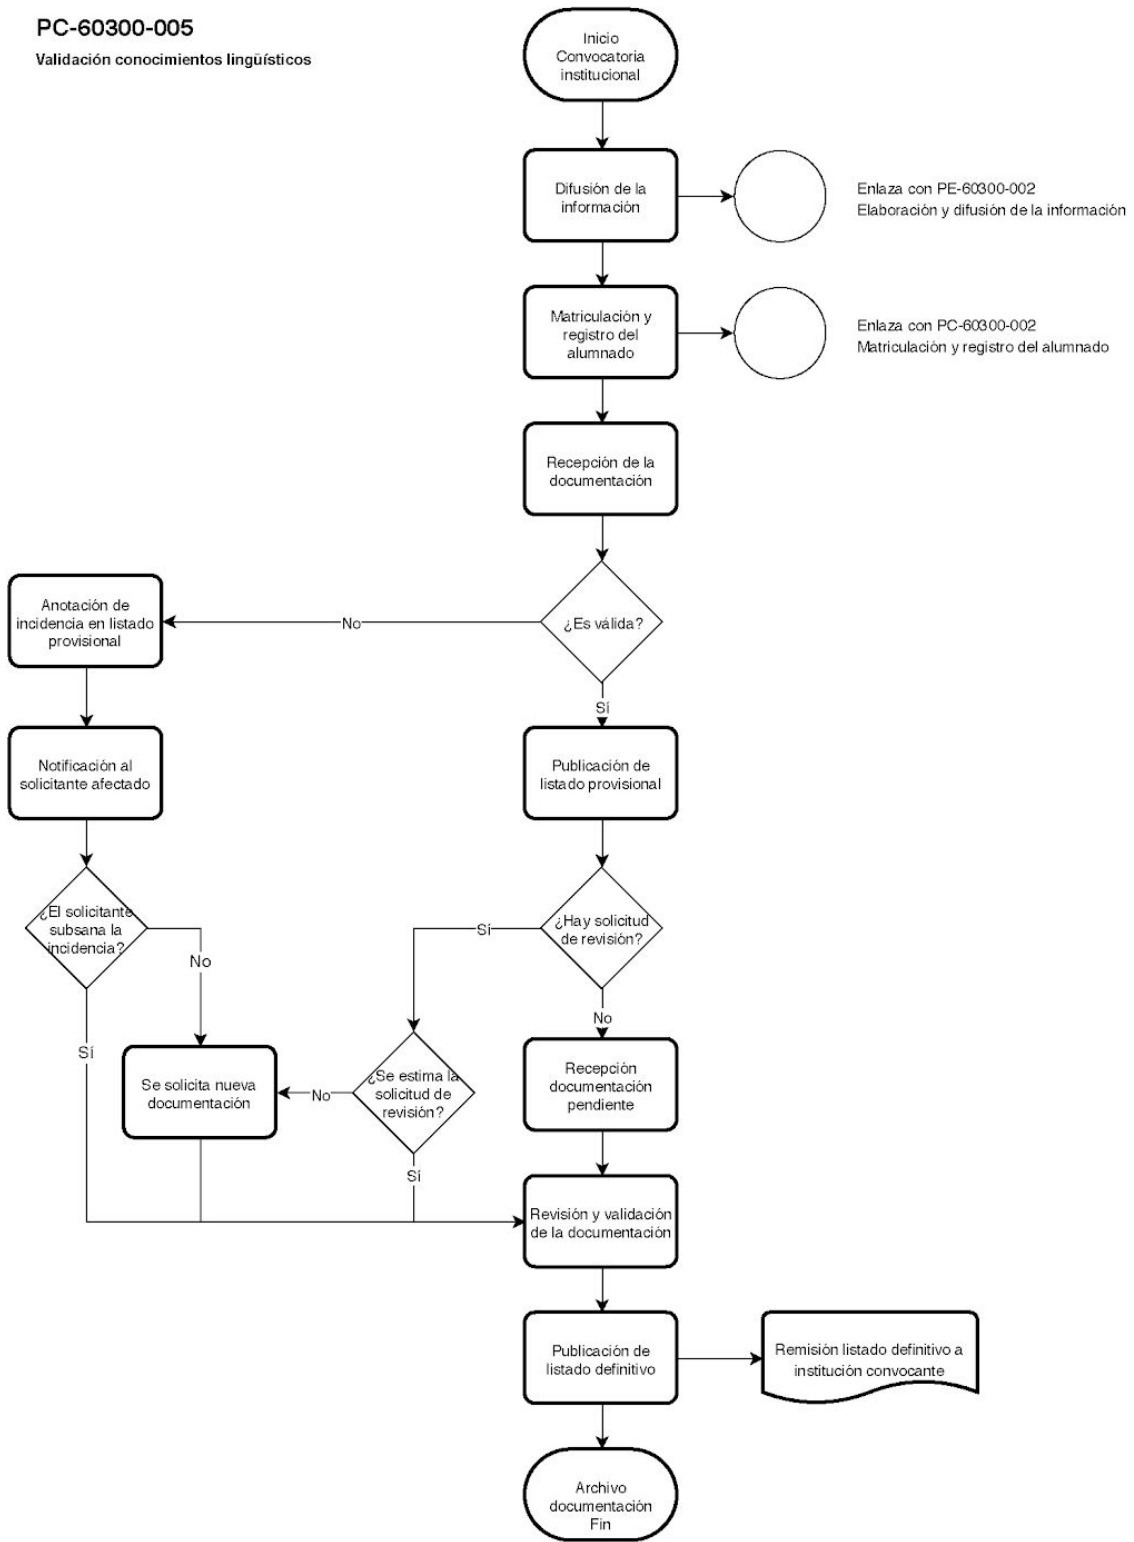 PC-60300-005
Validación conocimientos lingüísticos
Inicio
Convocatoria
institucional
Difusión de la
información
Enlaza con PE-60300-002
Elaboración y difusión de la información
Matriculación y
registro del
alumnado
Enlaza con PC-60300-002
Matriculación y registro del alumnado
Recepción de la
documentación
¿Es válida?
No
Anotación de
incidencia en listado
provisional
Sí
Notificación al
solicitante afectado
Publicación de
listado provisional
¿El solicitante
subsana la
incidencia?
No
Sí
¿Hay solicitud
de revisión?
Sí
No
Se solicita nueva
documentación
No
¿Se estima la
solicitud de
revisión?
Sí
Recepción
documentación
pendiente
Revisión y validación
de la documentación
Publicación de
listado definitivo
Remisión listado definitivo a
institución convocante
Archivo
documentación
Fin